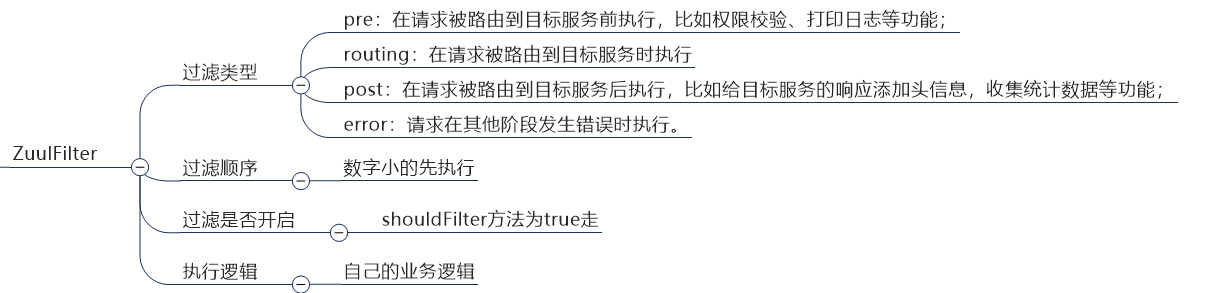 ZuulFilter
过滤类型
pre：在请求被路由到目标服务前执行，比如权限校验、打印日志等功能；
routing：在请求被路由到目标服务时执行
post：在请求被路由到目标服务后执行，比如给目标服务的响应添加头信息，收集统计数据等功能；
error：请求在其他阶段发生错误时执行。
过滤顺序
数字小的先执行
过滤是否开启
shouldFilter方法为true走
执行逻辑
自己的业务逻辑